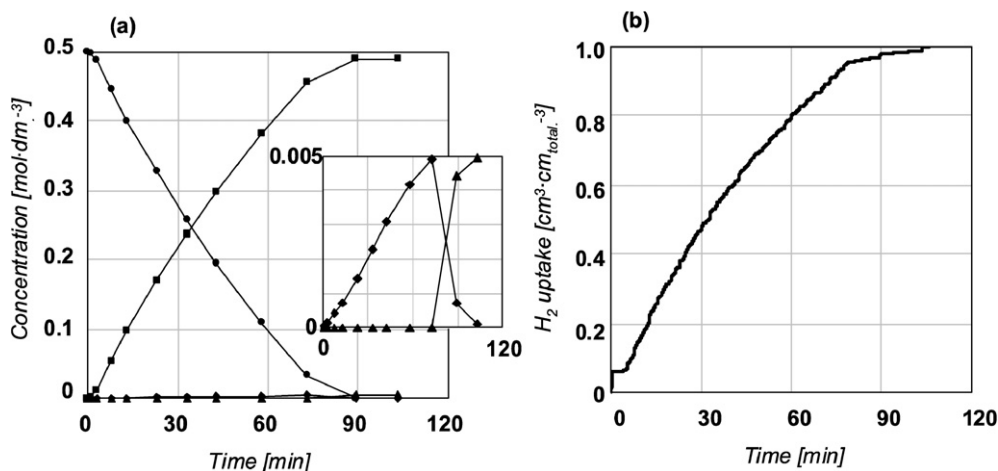 (a)
0.5
0.4
0.3
0.2
0.1
0
Concentration [mol·dm⁻³]
0 30 60 90 120
Time [min]
0.005
0
0 120
(b)
1.0
0.8
0.6
0.4
0.2
0
H₂ uptake [cm³·cm_total.⁻³]
0 30 60 90 120
Time [min]